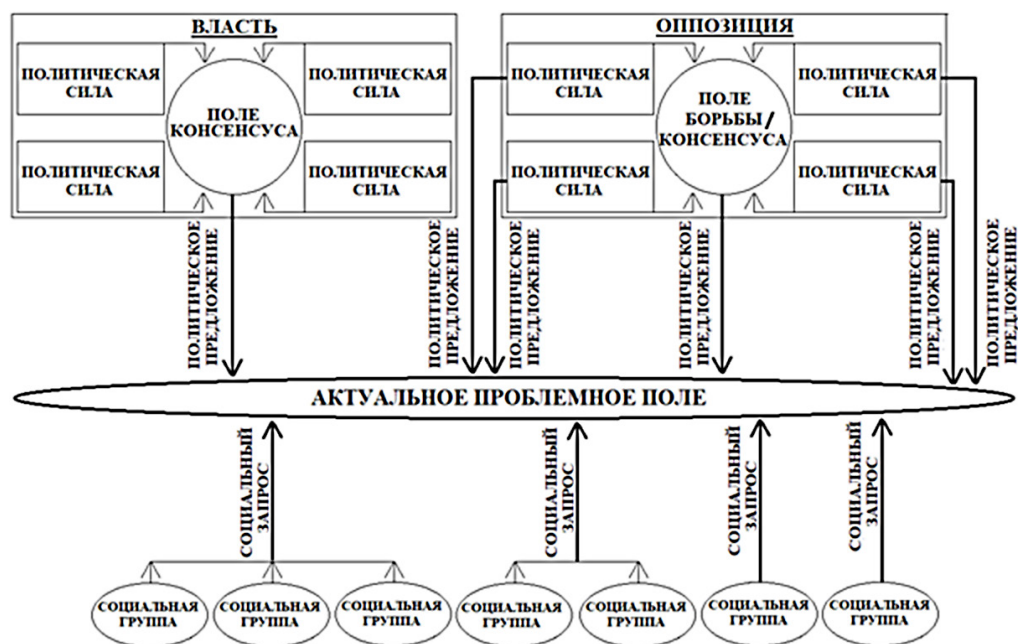 ВЛАСТЬ
ПОЛИТИЧЕСКАЯ
СИЛА
ПОЛИТИЧЕСКАЯ
СИЛА
ПОЛЕ
КОНСЕНСУСА
ПОЛИТИЧЕСКАЯ
СИЛА
ПОЛИТИЧЕСКАЯ
СИЛА
ОППОЗИЦИЯ
ПОЛИТИЧЕСКАЯ
СИЛА
ПОЛИТИЧЕСКАЯ
СИЛА
ПОЛЕ
БОРЬБЫ/
КОНСЕНСУСА
ПОЛИТИЧЕСКАЯ
СИЛА
ПОЛИТИЧЕСКАЯ
СИЛА
ПОЛИТИЧЕСКОЕ
ПРЕДЛОЖЕНИЕ
ПОЛИТИЧЕСКОЕ
ПРЕДЛОЖЕНИЕ
ПОЛИТИЧЕСКОЕ
ПРЕДЛОЖЕНИЕ
ПОЛИТИЧЕСКОЕ
ПРЕДЛОЖЕНИЕ
ПОЛИТИЧЕСКОЕ
ПРЕДЛОЖЕНИЕ
ПОЛИТИЧЕСКОЕ
ПРЕДЛОЖЕНИЕ
АКТУАЛЬНОЕ ПРОБЛЕМНОЕ ПОЛЕ
СОЦИАЛЬНЫЙ
ЗАПРОС
СОЦИАЛЬНЫЙ
ЗАПРОС
СОЦИАЛЬНЫЙ
ЗАПРОС
СОЦИАЛЬНЫЙ
ЗАПРОС
СОЦИАЛЬНАЯ
ГРУППА
СОЦИАЛЬНАЯ
ГРУППА
СОЦИАЛЬНАЯ
ГРУППА
СОЦИАЛЬНАЯ
ГРУППА
СОЦИАЛЬНАЯ
ГРУППА
СОЦИАЛЬНАЯ
ГРУППА
СОЦИАЛЬНАЯ
ГРУППА